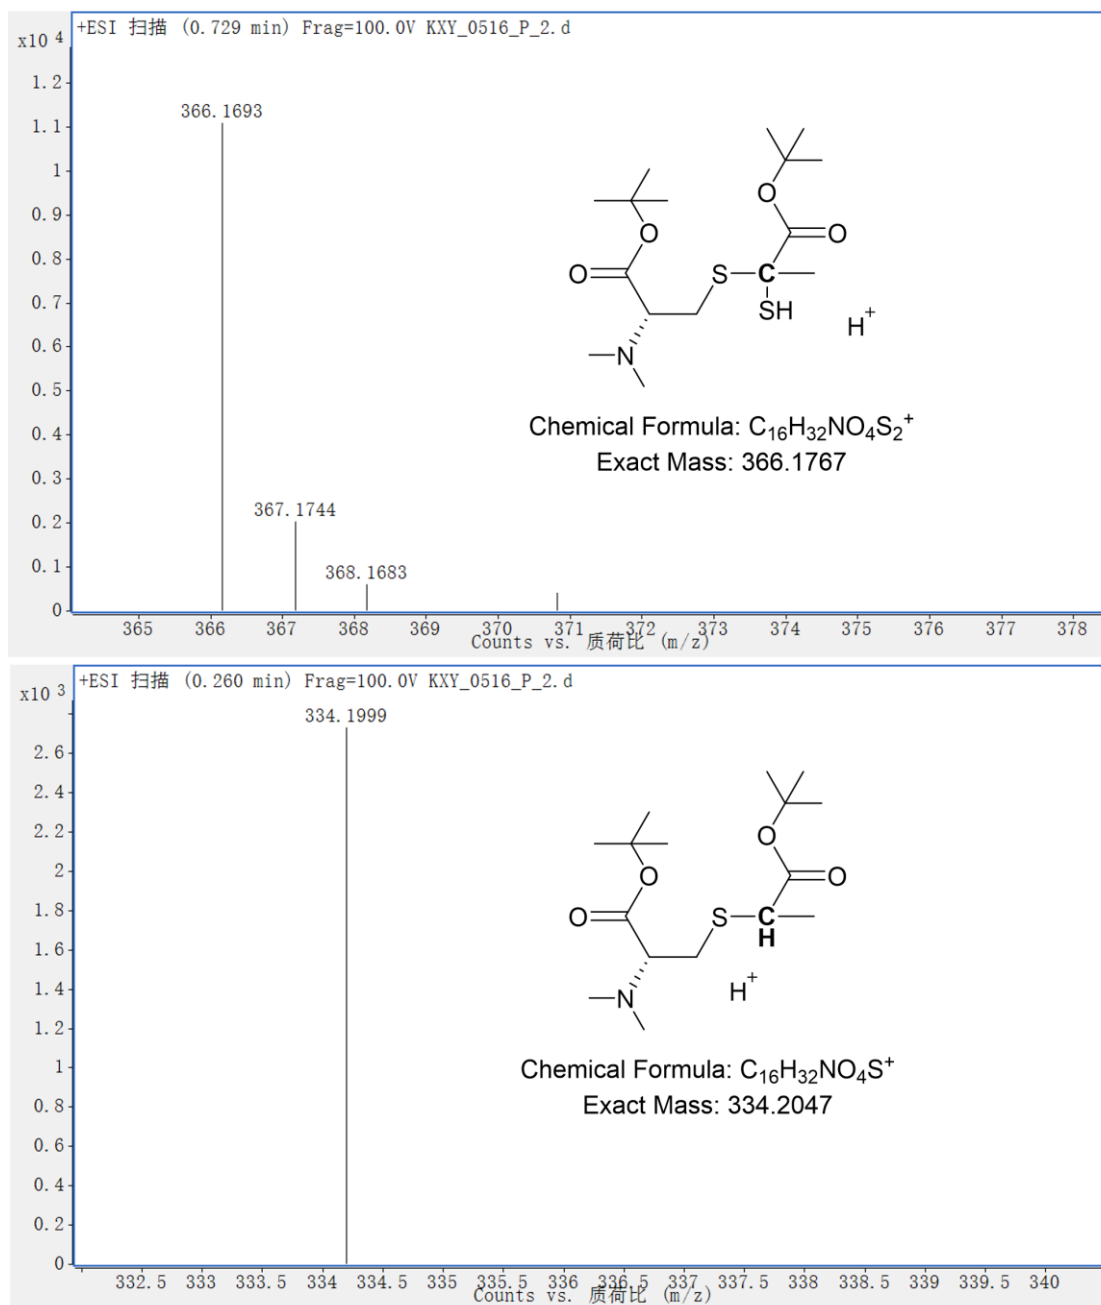 +ESI 扫描 (0.729 min) Frag=100.0V KXY_0516_P_2.d
x10 4
1.2
1.1
1
0.9
0.8
0.7
0.6
0.5
0.4
0.3
0.2
0.1
0
366.1693
367.1744
368.1683
O
O
O
O
S
C
SH
N
H+
Chemical Formula: C16H32NO4S2+
Exact Mass: 366.1767
365 366 367 368 369 370 371 372 373 374 375 376 377 378
Counts vs. 质荷比 (m/z)
+ESI 扫描 (0.260 min) Frag=100.0V KXY_0516_P_2.d
x10 3
2.6
2.4
2.2
2
1.8
1.6
1.4
1.2
1
0.8
0.6
0.4
0.2
0
334.1999
O
O
O
O
S
C
H
N
H+
Chemical Formula: C16H32NO4S+
Exact Mass: 334.2047
332.5 333 333.5 334 334.5 335 335.5 336 336.5 337 337.5 338 338.5 339 339.5 340
Counts vs. 质荷比 (m/z)